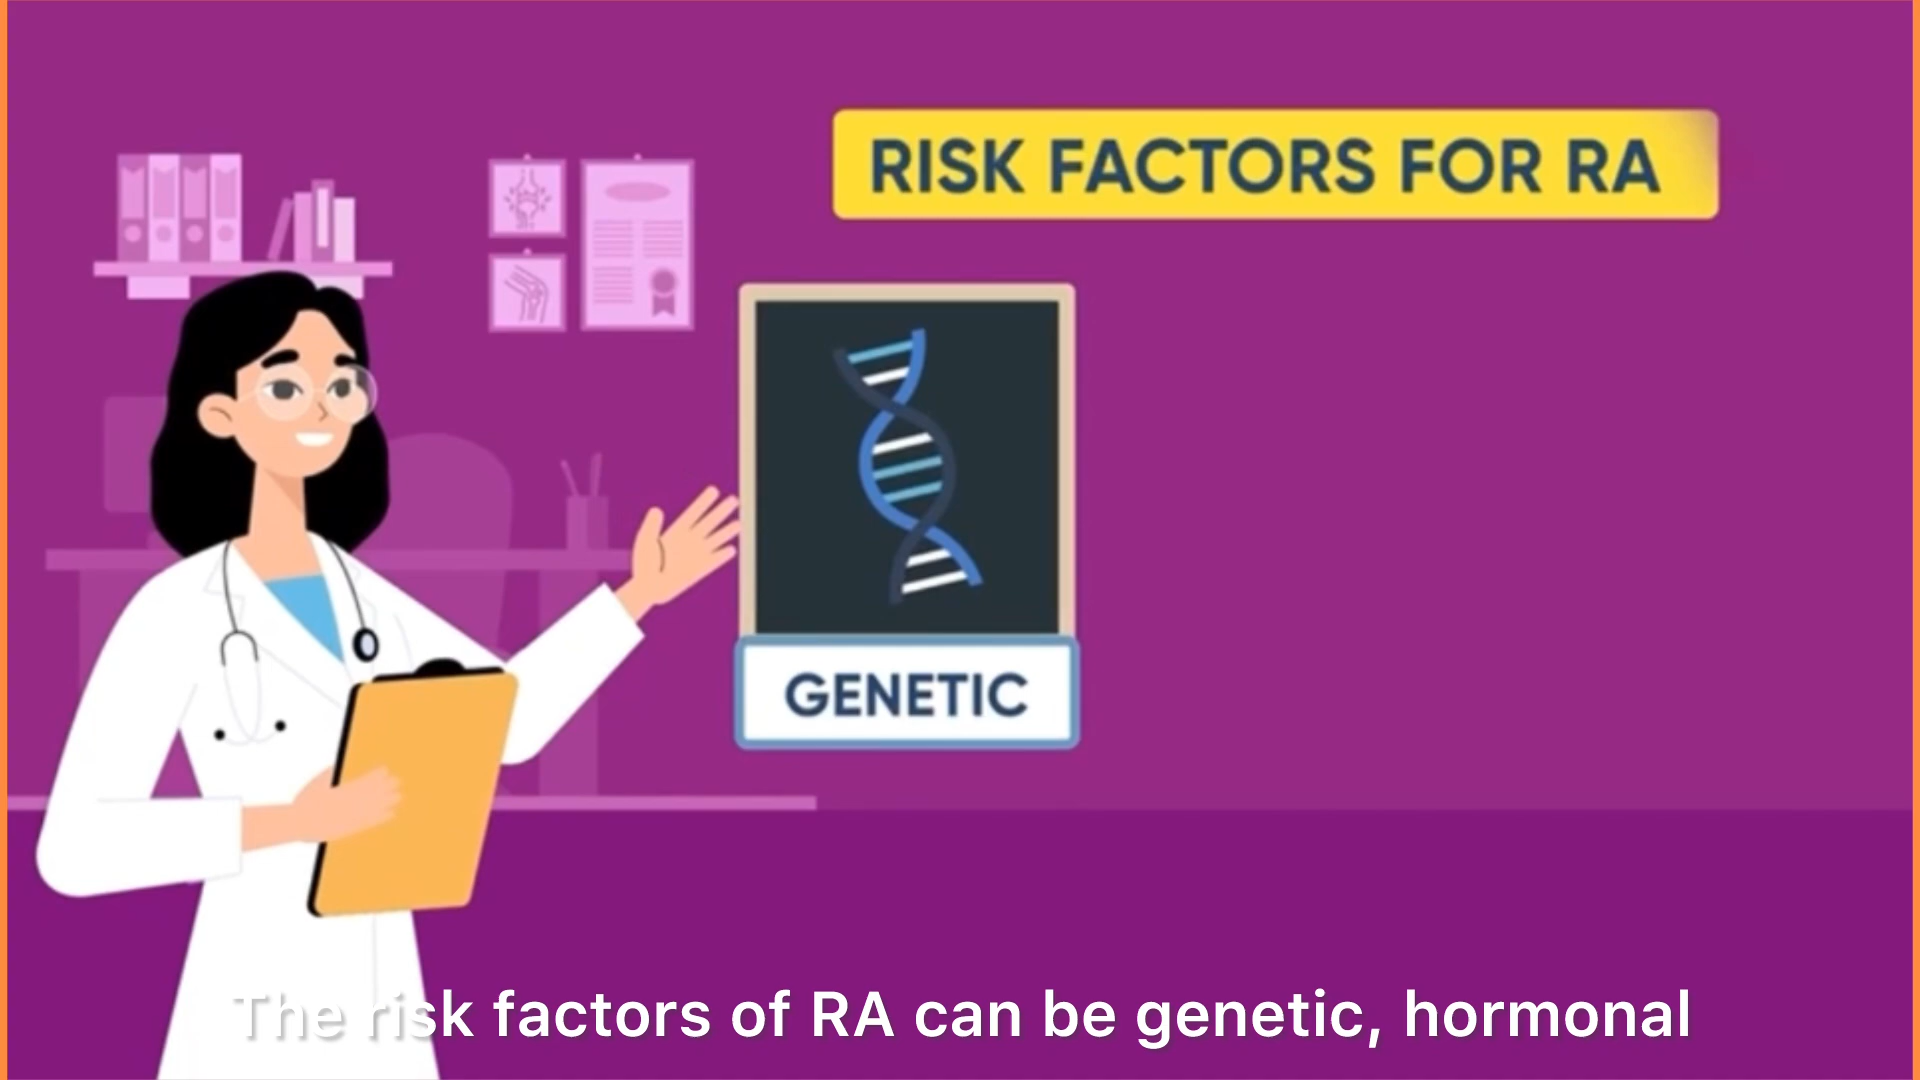 RISK FACTORS FOR RA
GENETIC
The risk factors of RA can be genetic, hormonal